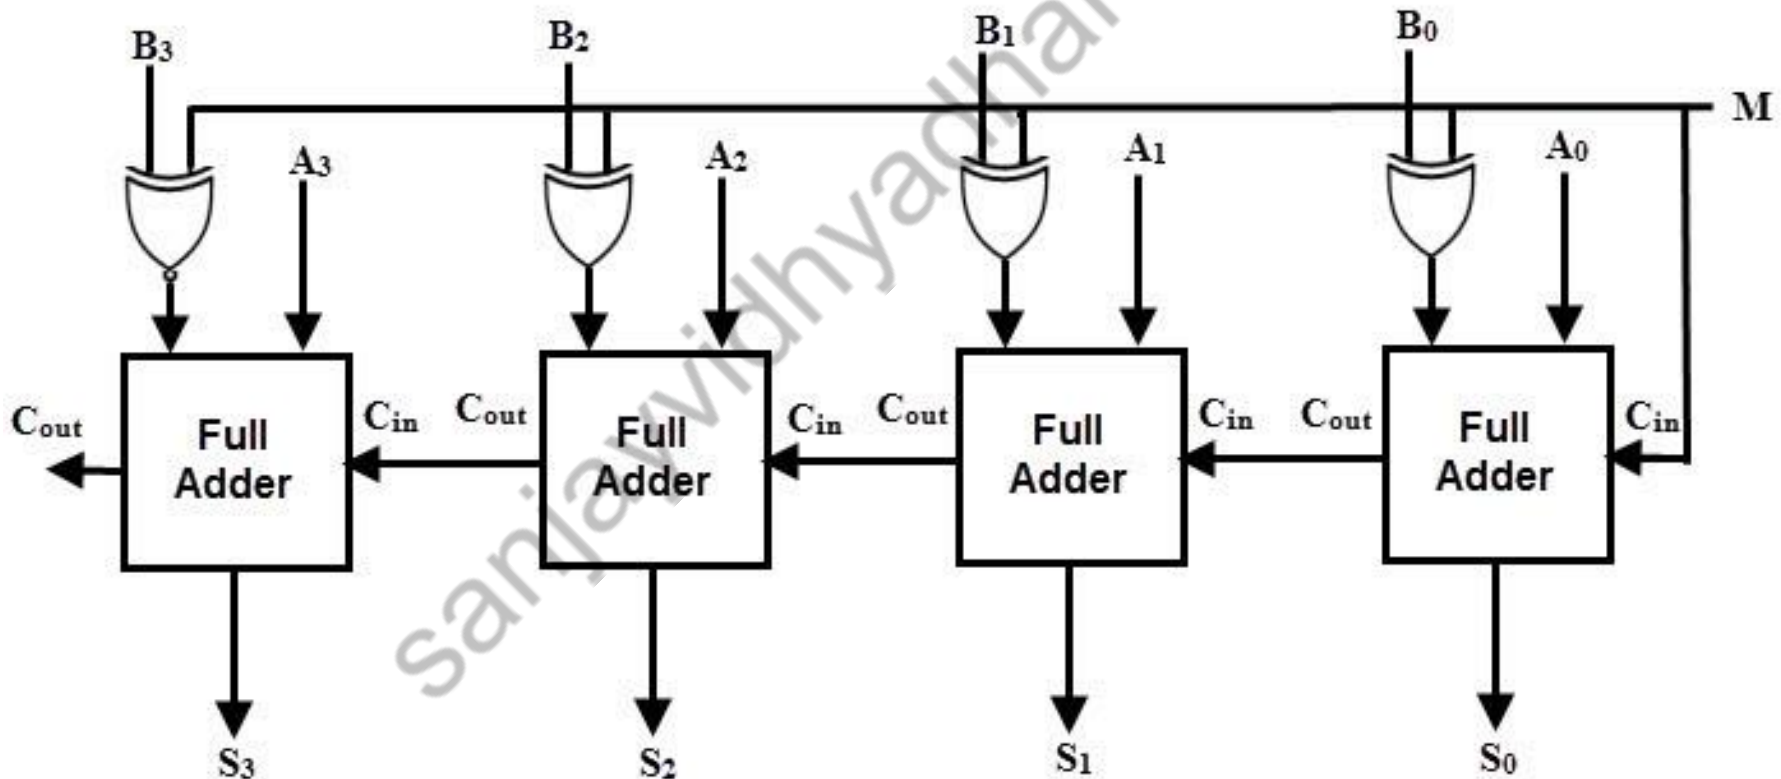 B3 B2 B1 B0
M
A3 A2 A1 A0
Cout Full Adder Cin Cout Full Adder Cin Cout Full Adder Cin Cout Full Adder Cin
S3 S2 S1 S0
sanjayvidhyadhar